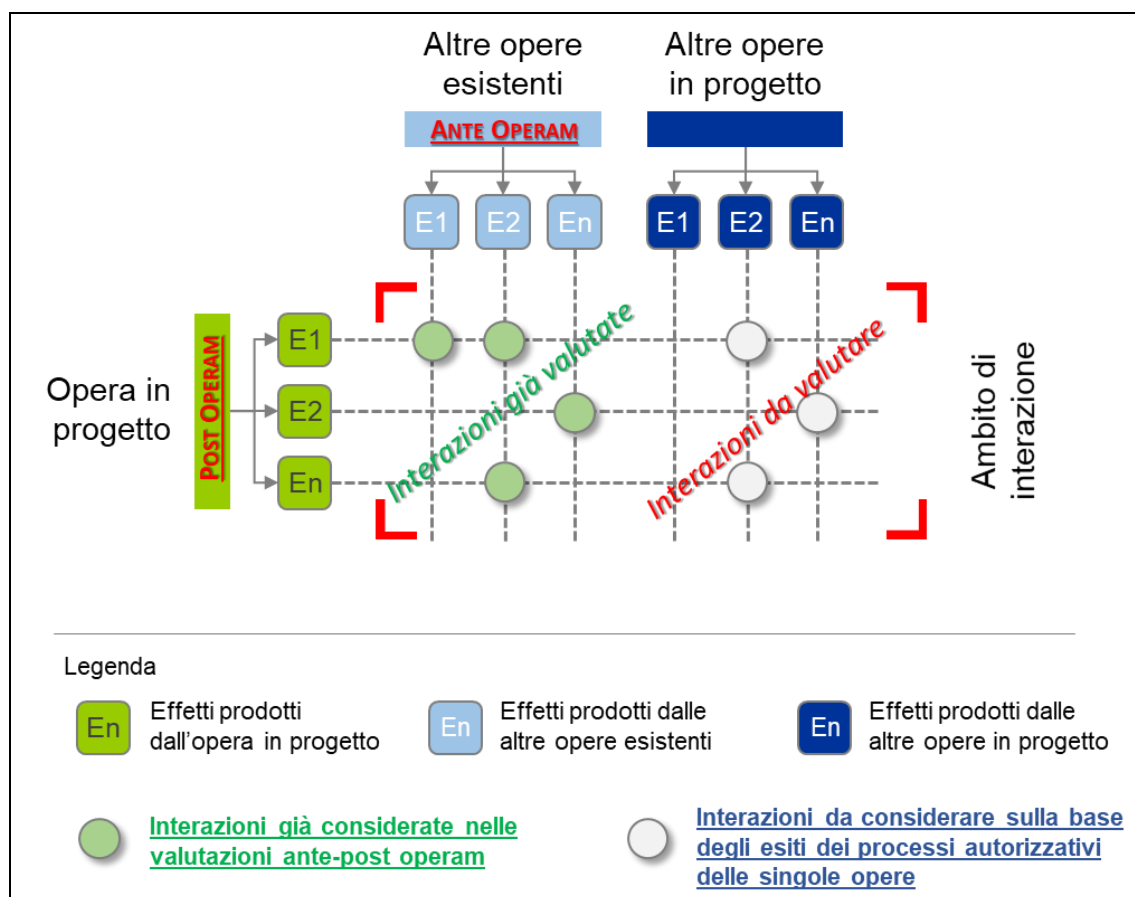 Altre opere
esistenti
Altre opere
in progetto
ANTE OPERAM
E1
E2
En
E1
E2
En
Opera in
progetto
POST OPERAM
E1
E2
En
Interazioni già valutate
Interazioni da valutare
Ambito di
interazione
Legenda
En
Effetti prodotti
dall'opera in progetto
En
Effetti prodotti dalle
altre opere esistenti
En
Effetti prodotti dalle
altre opere in progetto
Interazioni già considerate nelle
valutazioni ante-post operam
Interazioni da considerare sulla base
degli esiti dei processi autorizzativi
delle singole opere